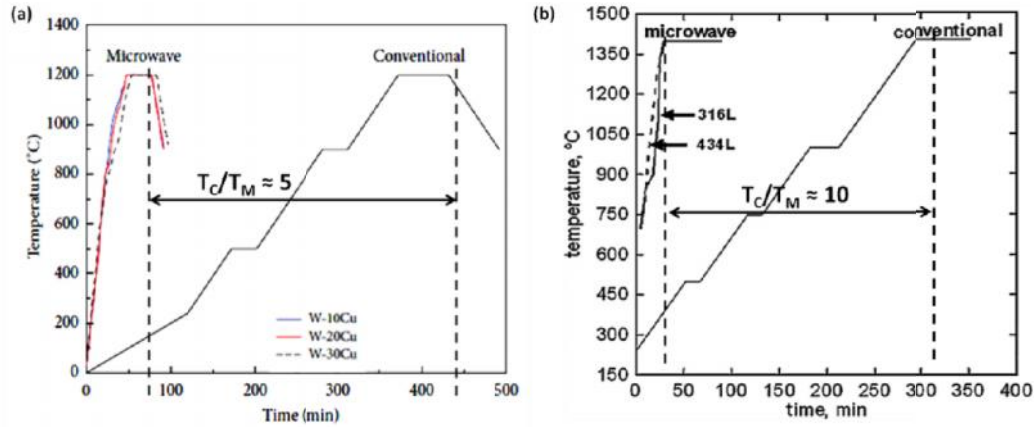 (a)
1400
1200
1000
800
600
400
200
0
Temperature (°C)
Microwave
Conventional
T_C/T_M ≈ 5
W-10Cu
W-20Cu
W-30Cu
0 100 200 300 400 500
Time (min)
(b)
1500
1350
1200
1050
900
750
600
450
300
150
temperature, ºC
microwave
conventional
316L
434L
T_C/T_M ≈ 10
0 50 100 150 200 250 300 350 400
time, min